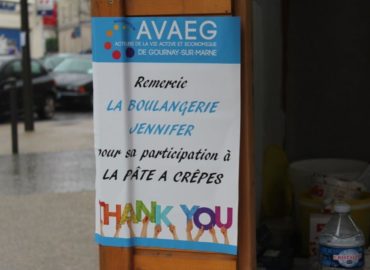 AVAEG
ACTEURS DE LA VIE ACTIVE ET ECONOMIQUE
DE GOURNAY-SUR-MARNE
Remercie
LA BOULANGERIE
JENNIFER
pour sa participation à
LA PÂTE A CRÊPES
THANK YOU